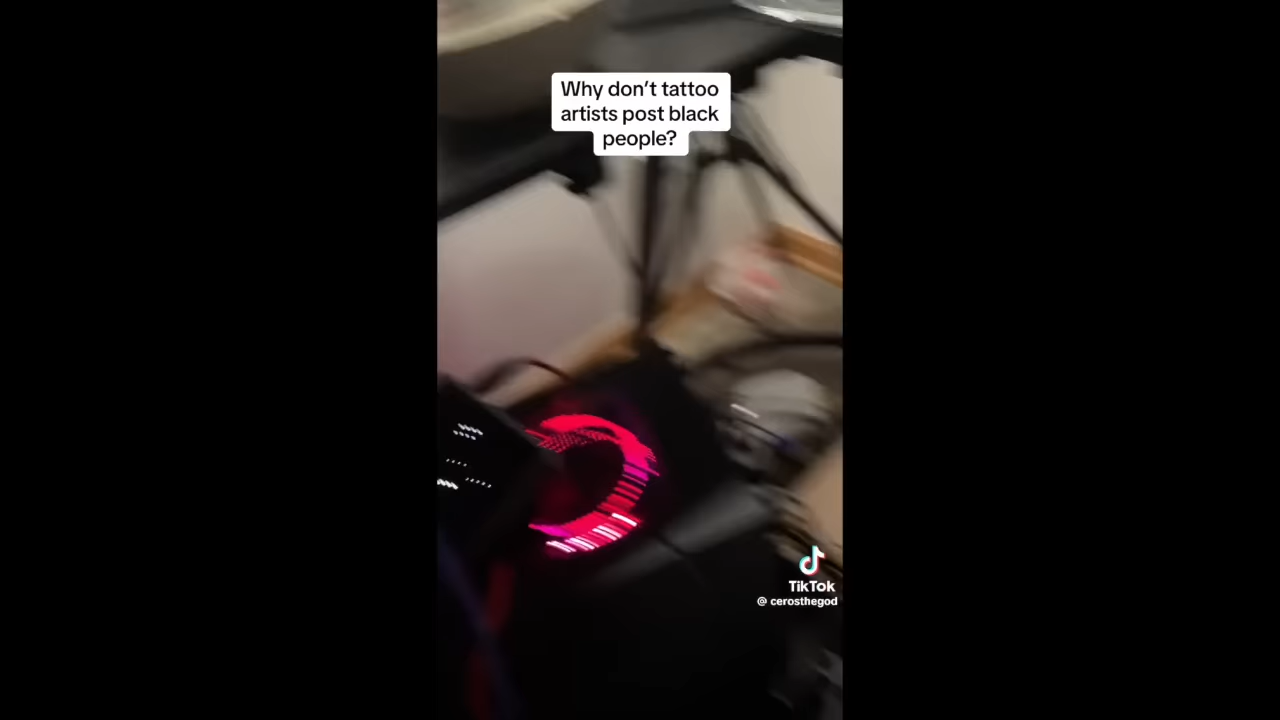 Why don't tattoo
artists post black
people?
TikTok
@ cerosthegod